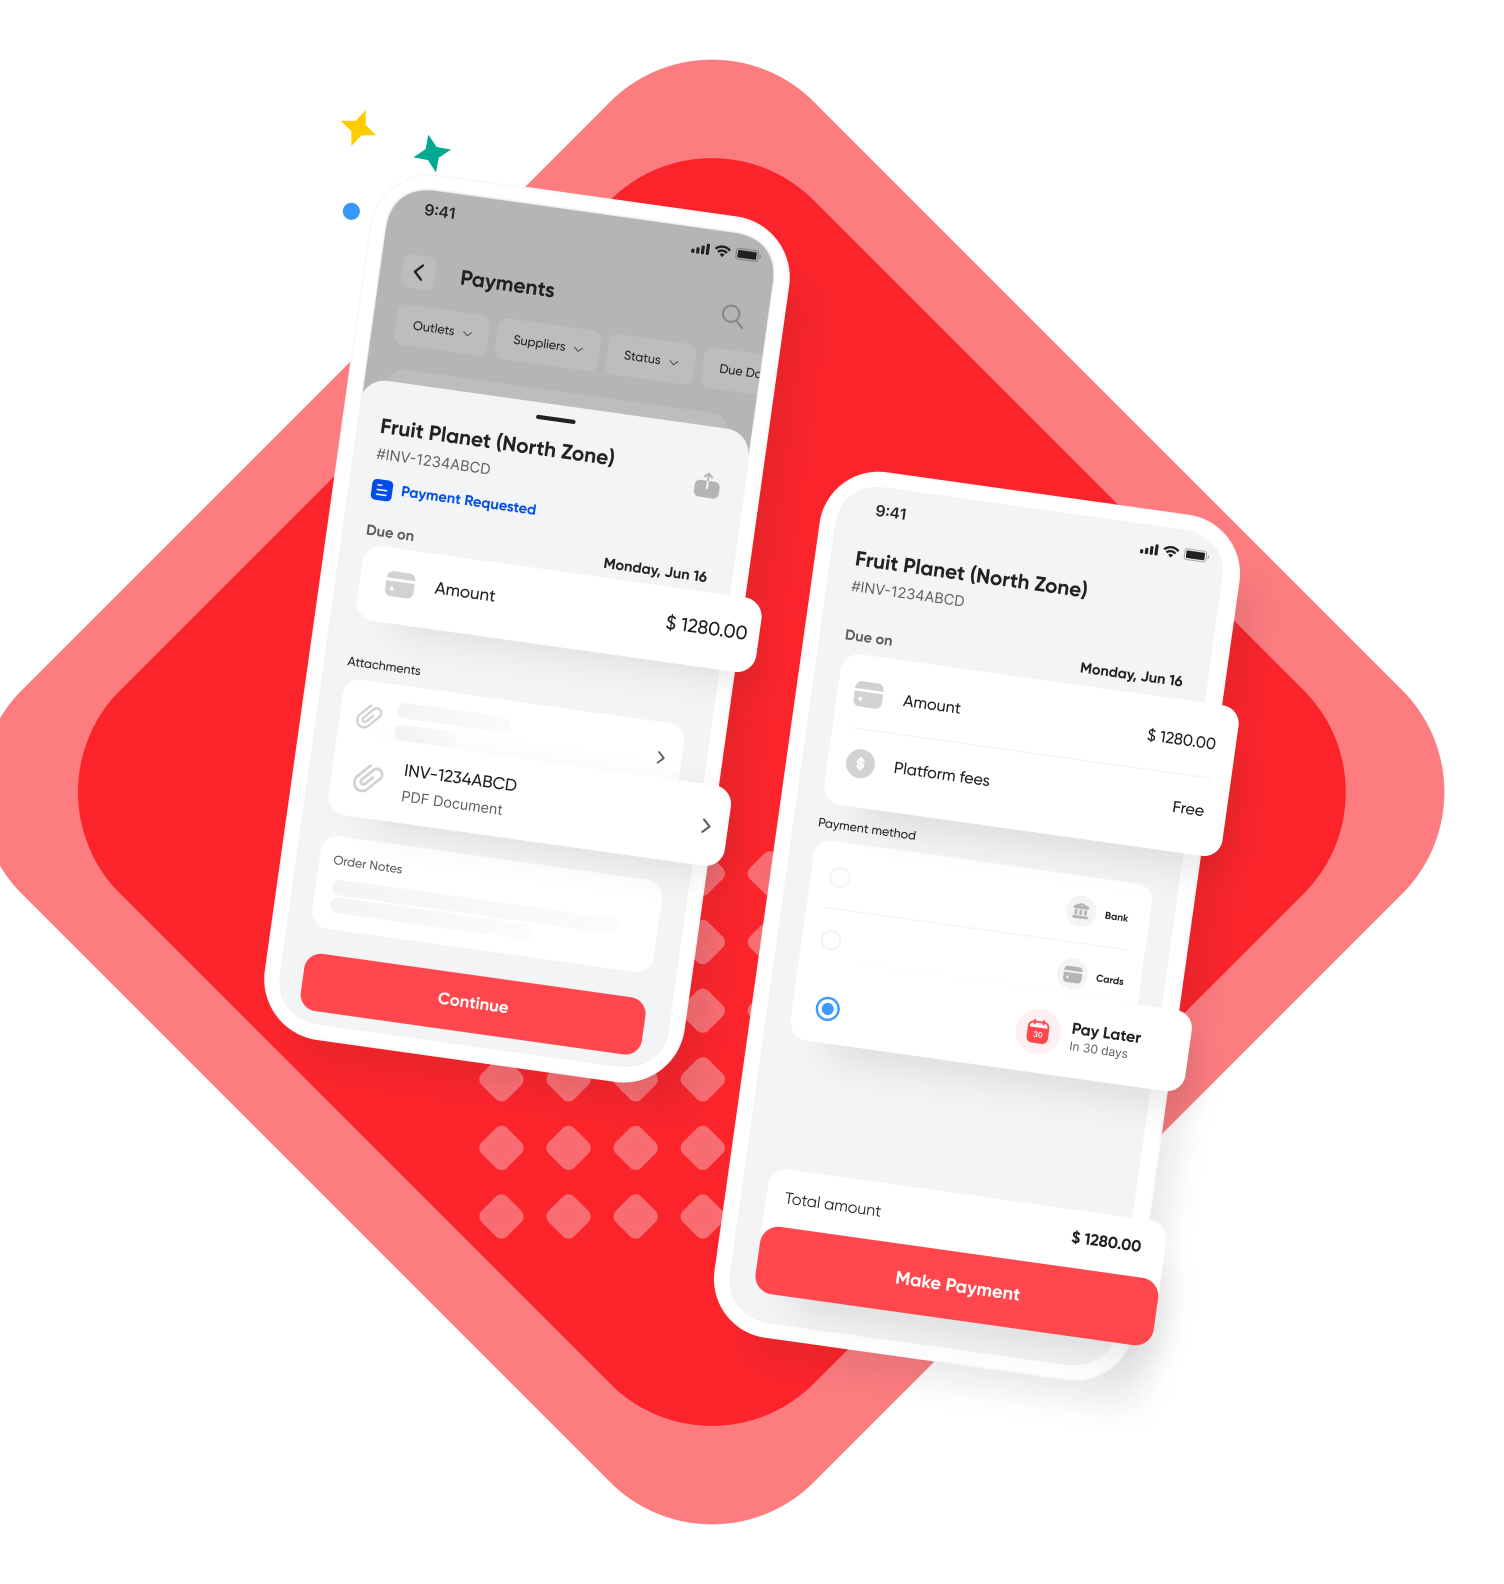 9:41
Payments
Outlets
Suppliers
Status
Due Da
Fruit Planet (North Zone)
#INV-1234ABCD
Payment Requested
Due on
Monday, Jun 16
Amount
$ 1280.00
Attachments
INV-1234ABCD
PDF Document
Order Notes
Continue
9:41
Fruit Planet (North Zone)
#INV-1234ABCD
Due on
Monday, Jun 16
Amount
$ 1280.00
Platform fees
Free
Payment method
Bank
Cards
30
Pay Later
In 30 days
Total amount
$ 1280.00
Make Payment